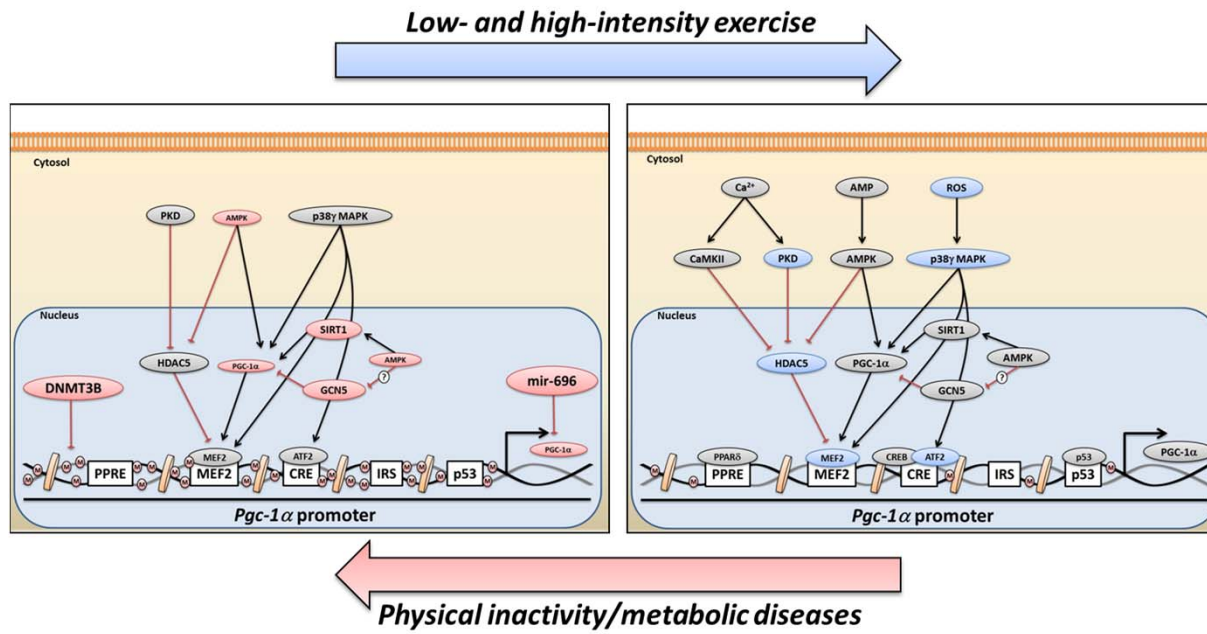 Low- and high-intensity exercise
Cytosol
PKD
AMPK
p38γ MAPK
Nucleus
SIRT1
HDAC5
PGC-1α
AMPK
?
DNMT3B
GCN5
mir-696
MEF2
ATF2
PGC-1α
M M M M M M M M M M M M M M M M M M
PPRE MEF2 CRE IRS p53
Pgc-1α promoter
Cytosol
Ca²⁺
AMP
ROS
CaMKII
PKD
AMPK
p38γ MAPK
Nucleus
SIRT1
HDAC5
PGC-1α
AMPK
?
GCN5
PPARδ
MEF2
CREB
ATF2
p53
PGC-1α
M M M M M M
PPRE MEF2 CRE IRS p53
Pgc-1α promoter
Physical inactivity/metabolic diseases